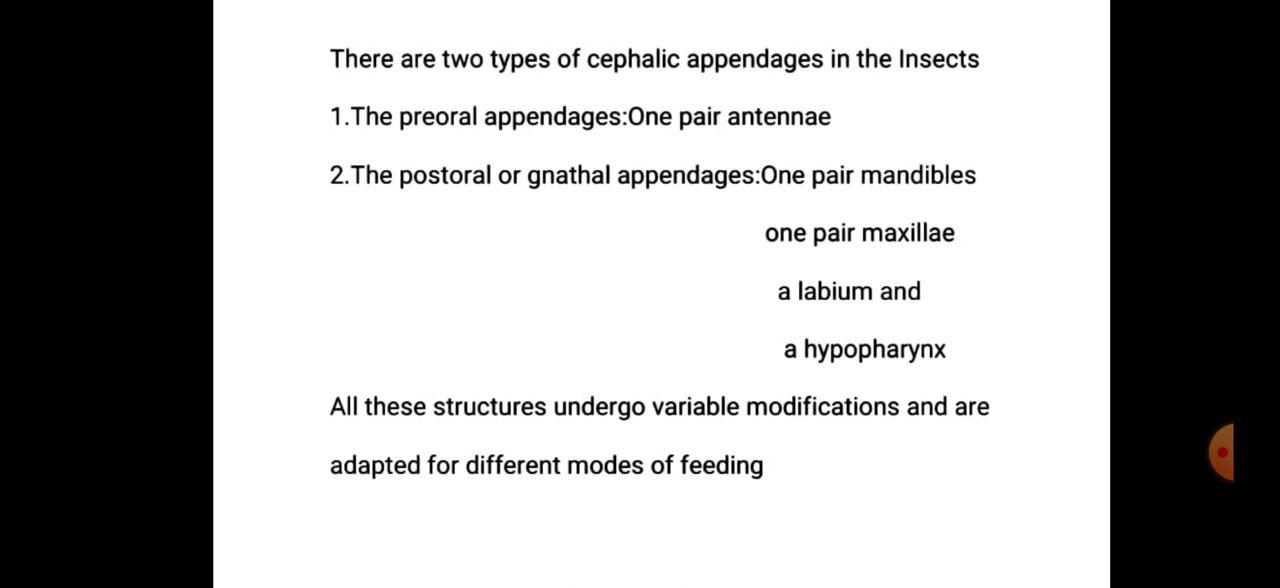 There are two types of cephalic appendages in the Insects
1.The preoral appendages:One pair antennae
2.The postoral or gnathal appendages:One pair mandibles
one pair maxillae
a labium and
a hypopharynx
All these structures undergo variable modifications and are
adapted for different modes of feeding